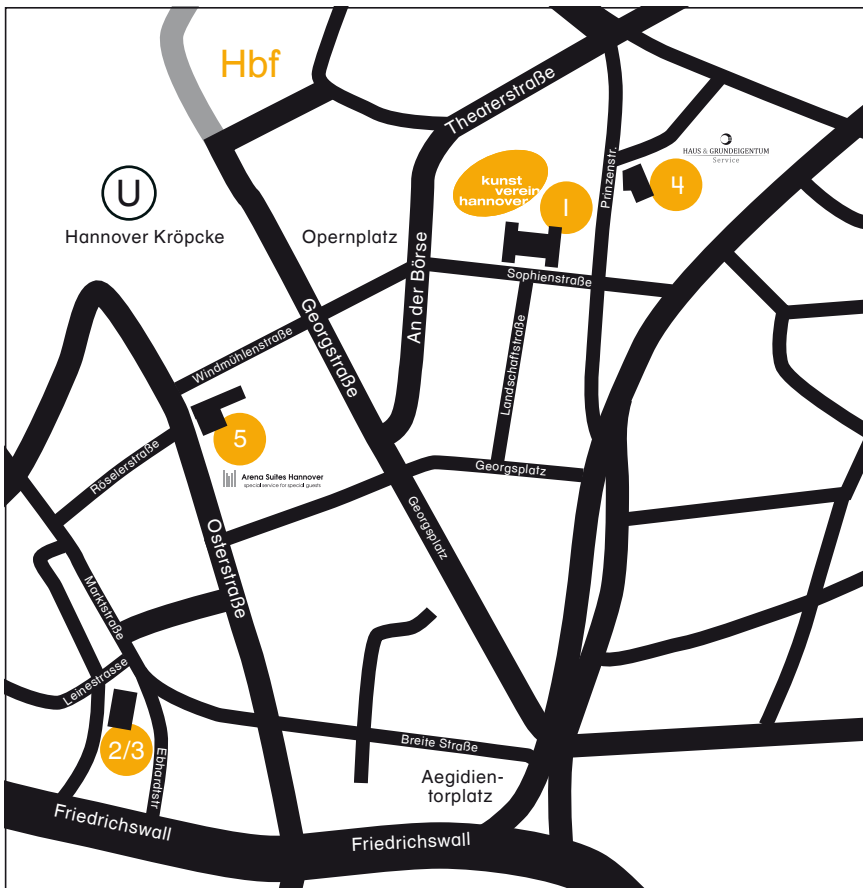 Hbf
Theaterstraße
HAUS & GRUNDEIGENTUM
Service
kunst
verein
hannover
1
4
Prinzenstr.
U
Hannover Kröpcke
Opernplatz
An der Börse
Sophienstraße
Georgstraße
Windmühlenstraße
Landschaftstraße
5
Arena Suites Hannover
special service for special guests
Röselerstraße
Georgsplatz
Georgsplatz
Osterstraße
Marktstraße
Leinestrasse
2/3
Ebhardtstr
Breite Straße
Aegidien-
torplatz
Friedrichswall
Friedrichswall